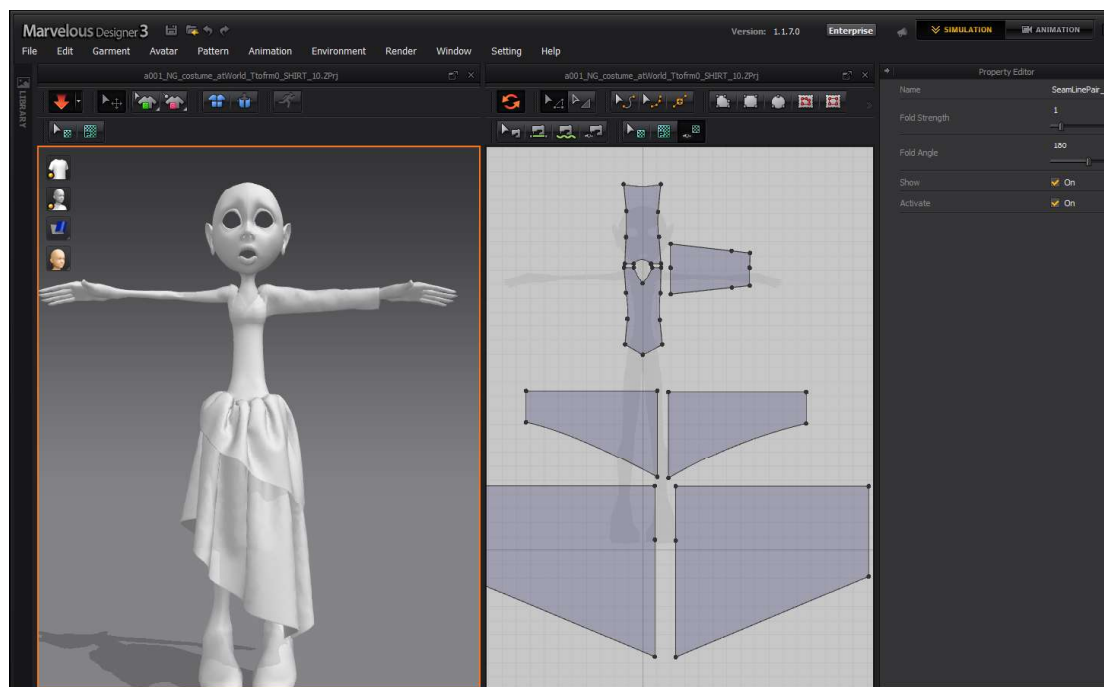 Marvelous Designer 3
Version: 1.1.7.0
Enterprise
SIMULATION
ANIMATION
File Edit Garment Avatar Pattern Animation Environment Render Window Setting Help
LIBRARY
a001_NG_costume_atWorld_Ttofrm0_SHIRT_10.ZPrj
a001_NG_costume_atWorld_Ttofrm0_SHIRT_10.ZPrj
Property Editor
Name SeamLinePair_
Fold Strength 1
Fold Angle 180
Show On
Activate On